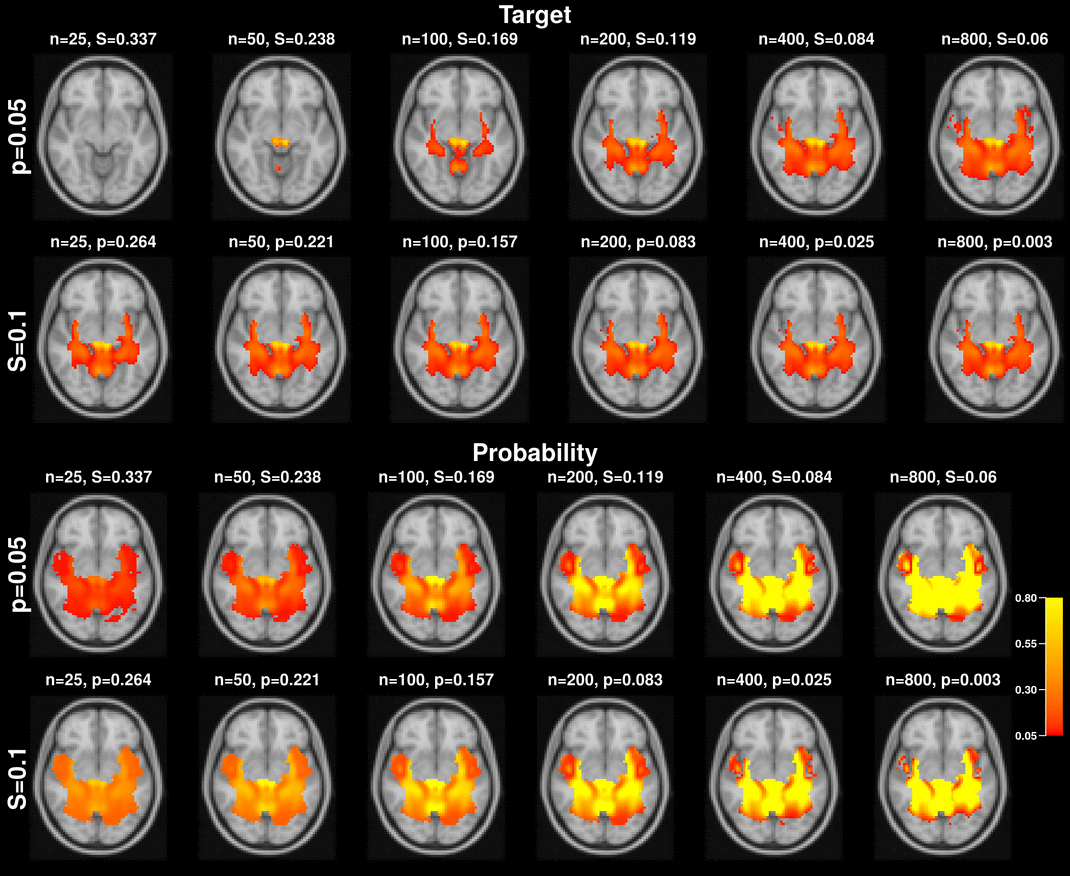 Target
n=25, S=0.337 n=50, S=0.238 n=100, S=0.169 n=200, S=0.119 n=400, S=0.084 n=800, S=0.06
p=0.05
n=25, p=0.264 n=50, p=0.221 n=100, p=0.157 n=200, p=0.083 n=400, p=0.025 n=800, p=0.003
S=0.1
Probability
n=25, S=0.337 n=50, S=0.238 n=100, S=0.169 n=200, S=0.119 n=400, S=0.084 n=800, S=0.06
p=0.05
0.80
0.55
0.30
0.05
n=25, p=0.264 n=50, p=0.221 n=100, p=0.157 n=200, p=0.083 n=400, p=0.025 n=800, p=0.003
S=0.1